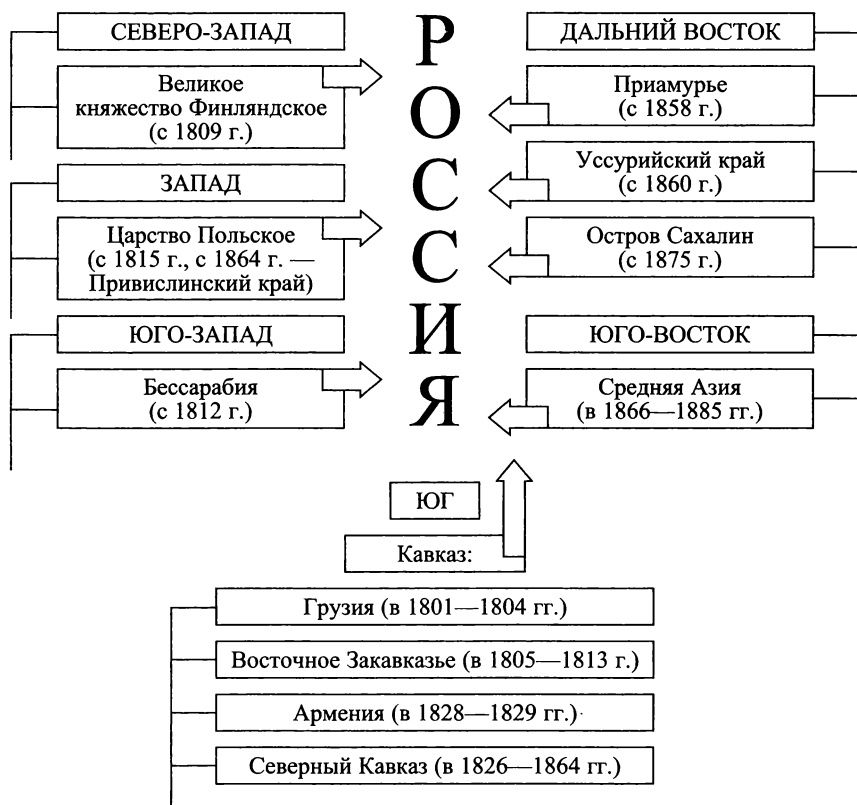 СЕВЕРО-ЗАПАД
Великое
княжество Финляндское
(с 1809 г.)
ЗАПАД
Царство Польское
(с 1815 г., с 1864 г. —
Привислинский край)
ЮГО-ЗАПАД
Бессарабия
(с 1812 г.)
Р
О
С
С
И
Я
ДАЛЬНИЙ ВОСТОК
Приамурье
(с 1858 г.)
Уссурийский край
(с 1860 г.)
Остров Сахалин
(с 1875 г.)
ЮГО-ВОСТОК
Средняя Азия
(в 1866—1885 гг.)
ЮГ
Кавказ:
Грузия (в 1801—1804 гг.)
Восточное Закавказье (в 1805—1813 г.)
Армения (в 1828—1829 гг.)
Северный Кавказ (в 1826—1864 гг.)